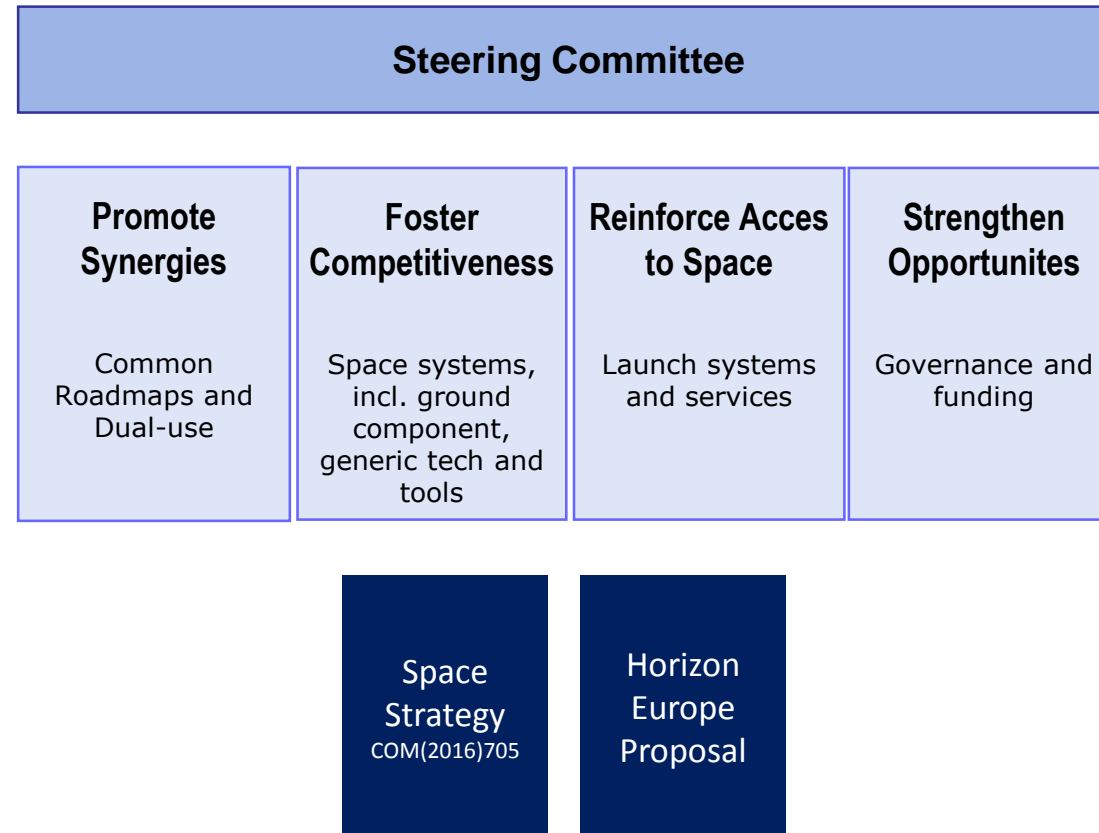 Steering Committee
Promote
Synergies
Common
Roadmaps and
Dual-use
Foster
Competitiveness
Space systems,
incl. ground
component,
generic tech and
tools
Reinforce Acces
to Space
Launch systems
and services
Strengthen
Opportunites
Governance and
funding
Space
Strategy
COM(2016)705
Horizon
Europe
Proposal